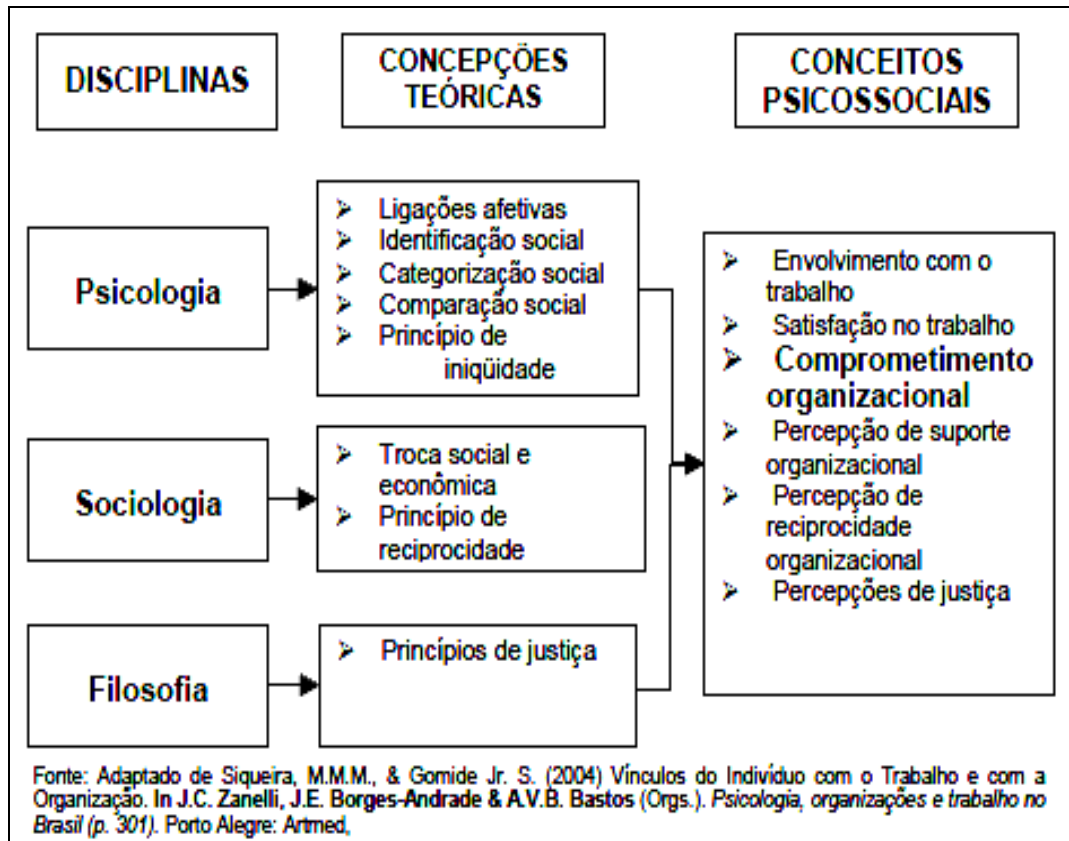 DISCIPLINAS
CONCEPÇÕES
TEÓRICAS
CONCEITOS
PSICOSSOCIAIS
Psicologia
➢ Ligações afetivas
➢ Identificação social
➢ Categorização social
➢ Comparação social
➢ Princípio de
iniqüidade
Sociologia
➢ Troca social e
econômica
➢ Princípio de
reciprocidade
Filosofia
➢ Princípios de justiça
➢ Envolvimento com o
trabalho
➢ Satisfação no trabalho
➢ Comprometimento
organizacional
➢ Percepção de suporte
organizacional
➢ Percepção de
reciprocidade
organizacional
➢ Percepções de justiça
Fonte: Adaptado de Siqueira, M.M.M., & Gomide Jr. S. (2004) Vínculos do Indivíduo com o Trabalho e com a
Organização. In J.C. Zanelli, J.E. Borges-Andrade & A.V.B. Bastos (Orgs.). Psicologia, organizações e trabalho no
Brasil (p. 301). Porto Alegre: Artmed,